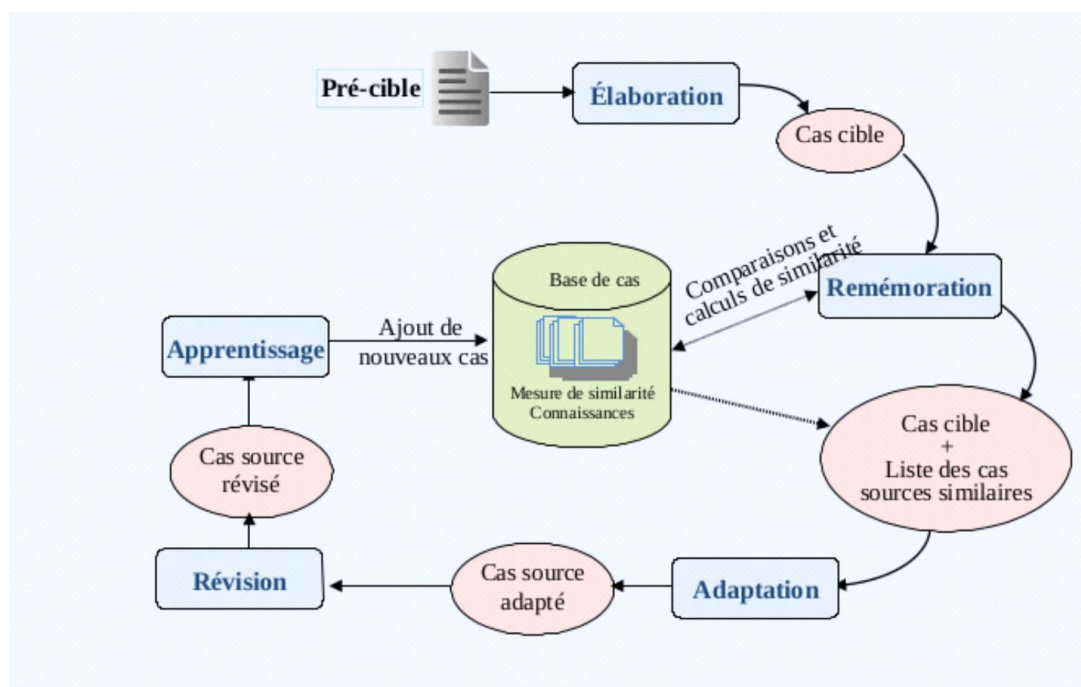 Pré-cible
Élaboration
Cas cible
Comparaisons et
calculs de similarité
Remémoration
Base de cas
Mesure de similarité
Connaissances
Ajout de
nouveaux cas
Apprentissage
Cas cible
+
Liste des cas
sources similaires
Cas source
révisé
Révision
Cas source
adapté
Adaptation